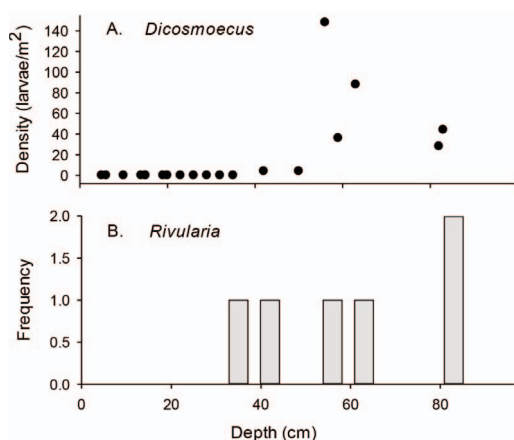 A. Dicosmoecus
Density (larvae/m²)
140
120
100
80
60
40
20
0
B. Rivularia
Frequency
2.0
1.5
1.0
0.5
0.0
0 20 40 60 80
Depth (cm)